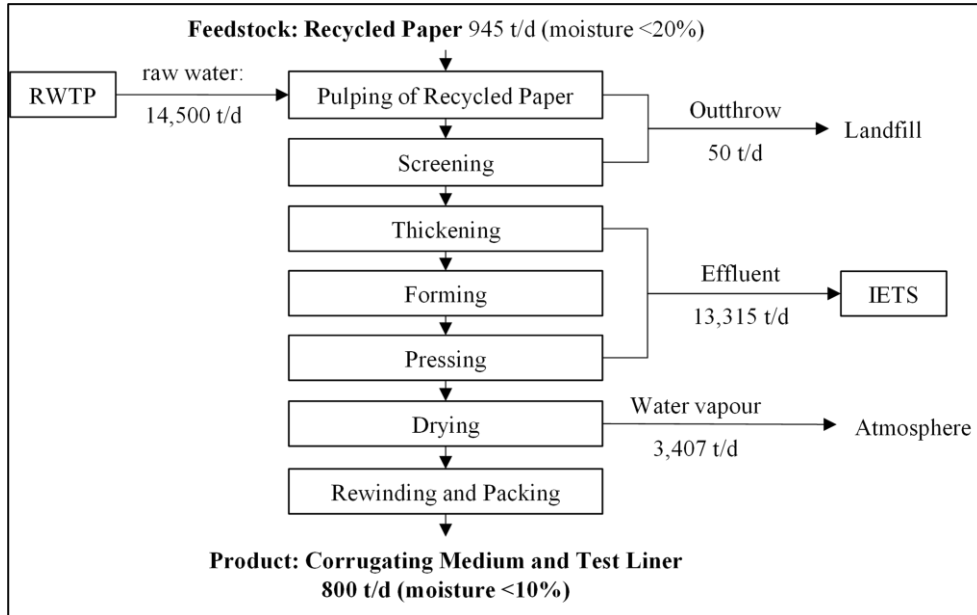 Feedstock: Recycled Paper 945 t/d (moisture <20%)
RWTP
raw water:
14,500 t/d
Pulping of Recycled Paper
Outthrow
50 t/d
Landfill
Screening
Thickening
Effluent
13,315 t/d
IETS
Forming
Pressing
Drying
Water vapour
3,407 t/d
Atmosphere
Rewinding and Packing
Product: Corrugating Medium and Test Liner
800 t/d (moisture <10%)